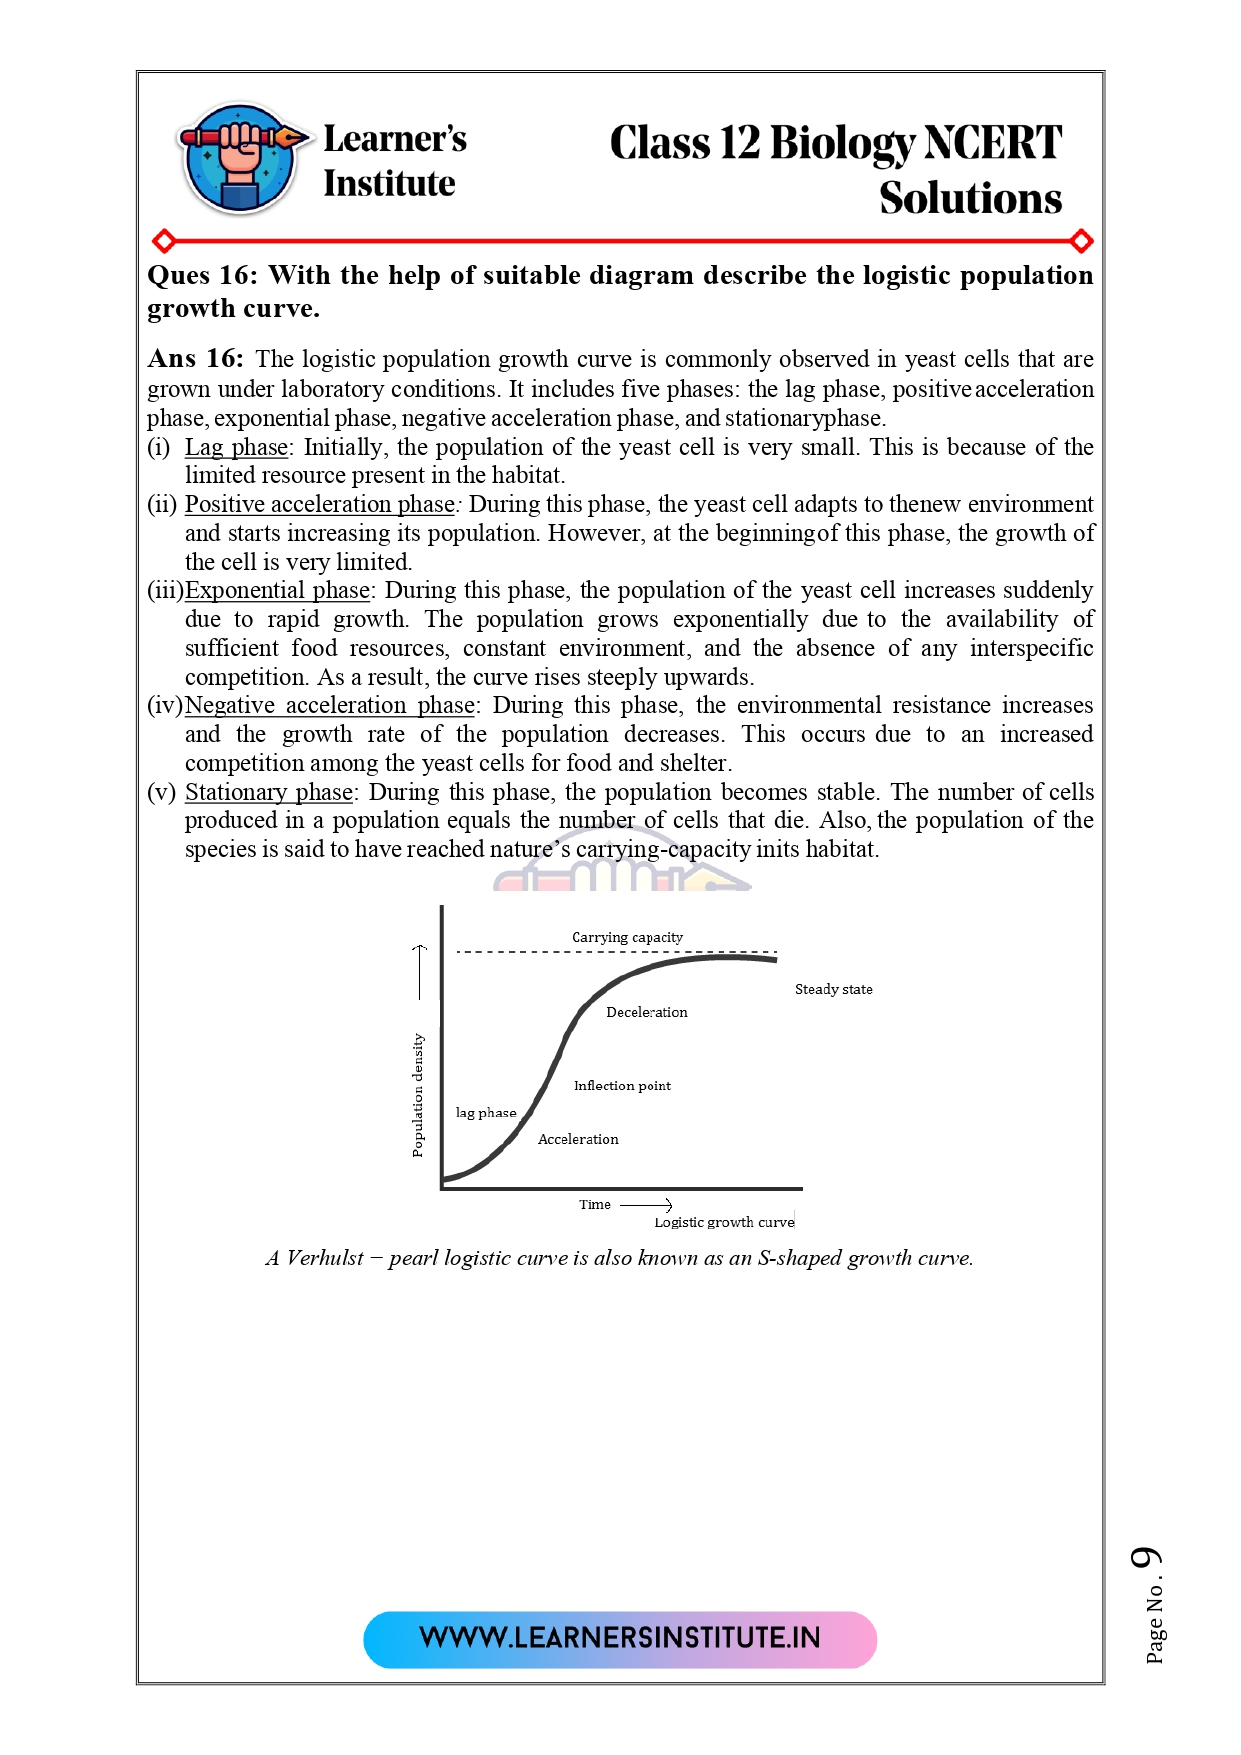 Learner's
Institute
Class 12 Biology NCERT
Solutions
Ques 16: With the help of suitable diagram describe the logistic population
growth curve.
Ans 16: The logistic population growth curve is commonly observed in yeast cells that are
grown under laboratory conditions. It includes five phases: the lag phase, positive acceleration
phase, exponential phase, negative acceleration phase, and stationaryphase.
(i) Lag phase: Initially, the population of the yeast cell is very small. This is because of the
limited resource present in the habitat.
(ii) Positive acceleration phase: During this phase, the yeast cell adapts to thenew environment
and starts increasing its population. However, at the beginningof this phase, the growth of
the cell is very limited.
(iii)Exponential phase: During this phase, the population of the yeast cell increases suddenly
due to rapid growth. The population grows exponentially due to the availability of
sufficient food resources, constant environment, and the absence of any interspecific
competition. As a result, the curve rises steeply upwards.
(iv)Negative acceleration phase: During this phase, the environmental resistance increases
and the growth rate of the population decreases. This occurs due to an increased
competition among the yeast cells for food and shelter.
(v) Stationary phase: During this phase, the population becomes stable. The number of cells
produced in a population equals the number of cells that die. Also, the population of the
species is said to have reached nature's carrying-capacity inits habitat.
Carrying capacity
Steady state
Deceleration
Population density
Inflection point
lag phase
Acceleration
Time
Logistic growth curve
A Verhulst − pearl logistic curve is also known as an S-shaped growth curve.
WWW.LEARNERSINSTITUTE.IN
Page No. 9